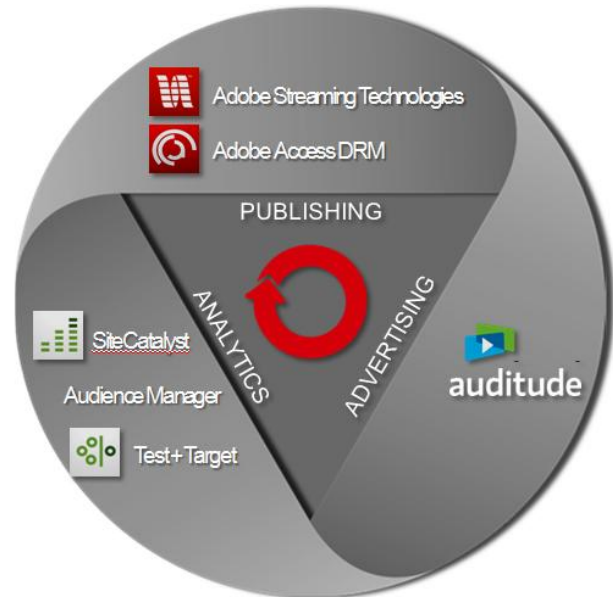 Adobe Streaming Technologies
Adobe Access DRM
PUBLISHING
ANALYTICS
ADVERTISING
SiteCatalyst
Audience Manager
Test+Target
auditude